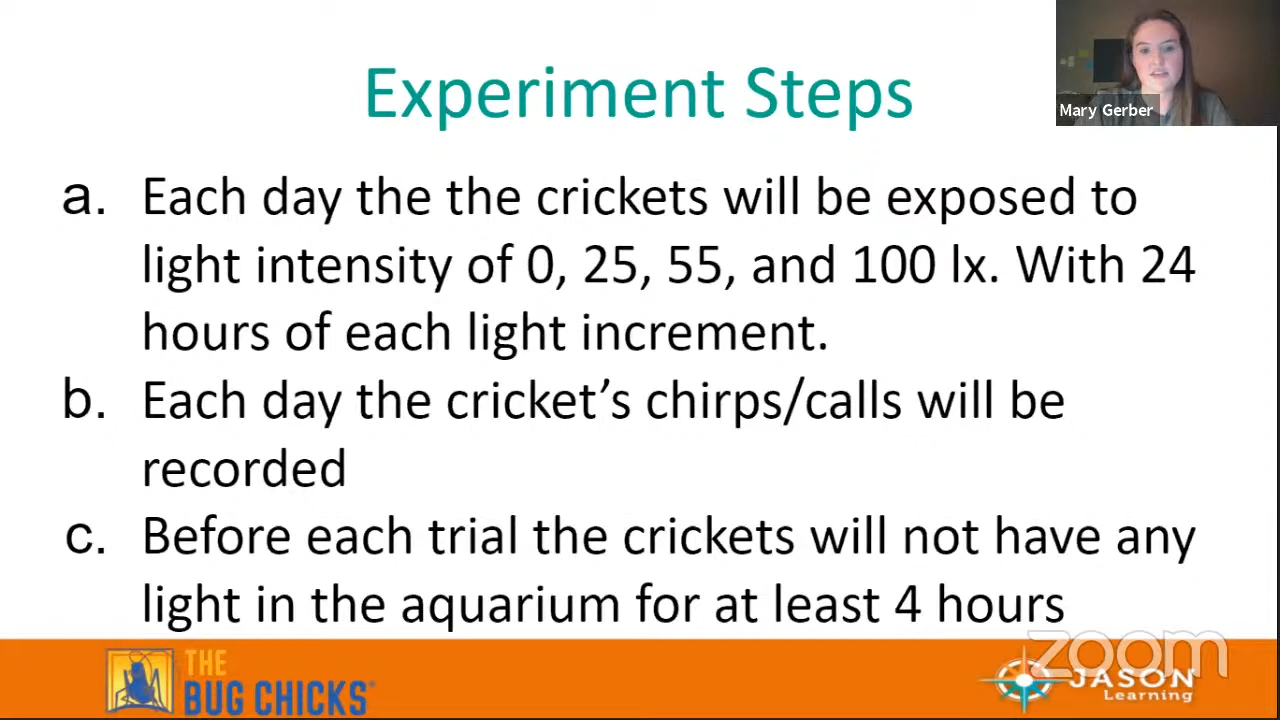 Experiment Steps
Mary Gerber
a. Each day the the crickets will be exposed to
light intensity of 0, 25, 55, and 100 lx. With 24
hours of each light increment.
b. Each day the cricket’s chirps/calls will be
recorded
c. Before each trial the crickets will not have any
light in the aquarium for at least 4 hours
zoom
THE
BUG CHICKS®
JASON
Learning